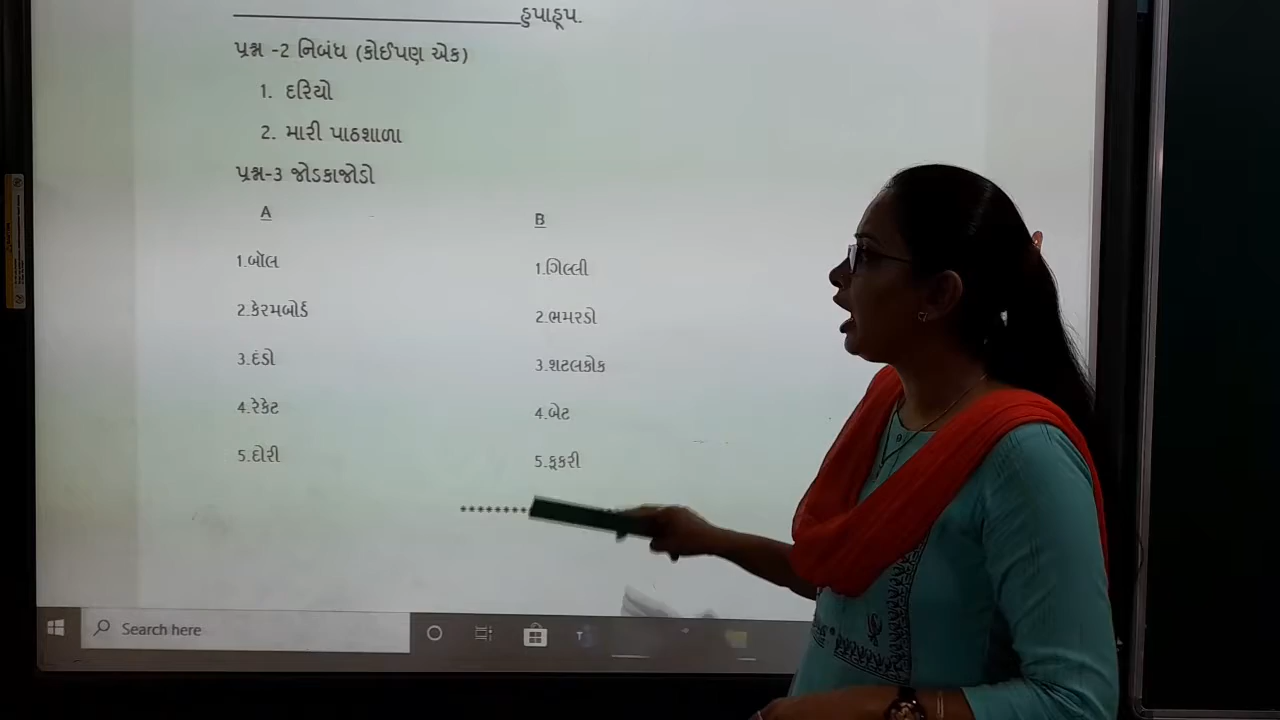 ____________________હુપાહૂપ.
પ્રશ્ન -2 નિબંધ (કોઈપણ એક)
1. દરિયો
2. મારી પાઠશાળા
પ્રશ્ન-3 જોડકાજોડો
A B
1.બૉલ 1.ગિલ્લી
2.કેરમબોર્ડ 2.ભમરડો
3.દંડો 3.શટલકોક
4.રેકેટ 4.બેટ
5.દોરી 5.કૂકરી
********
Search here